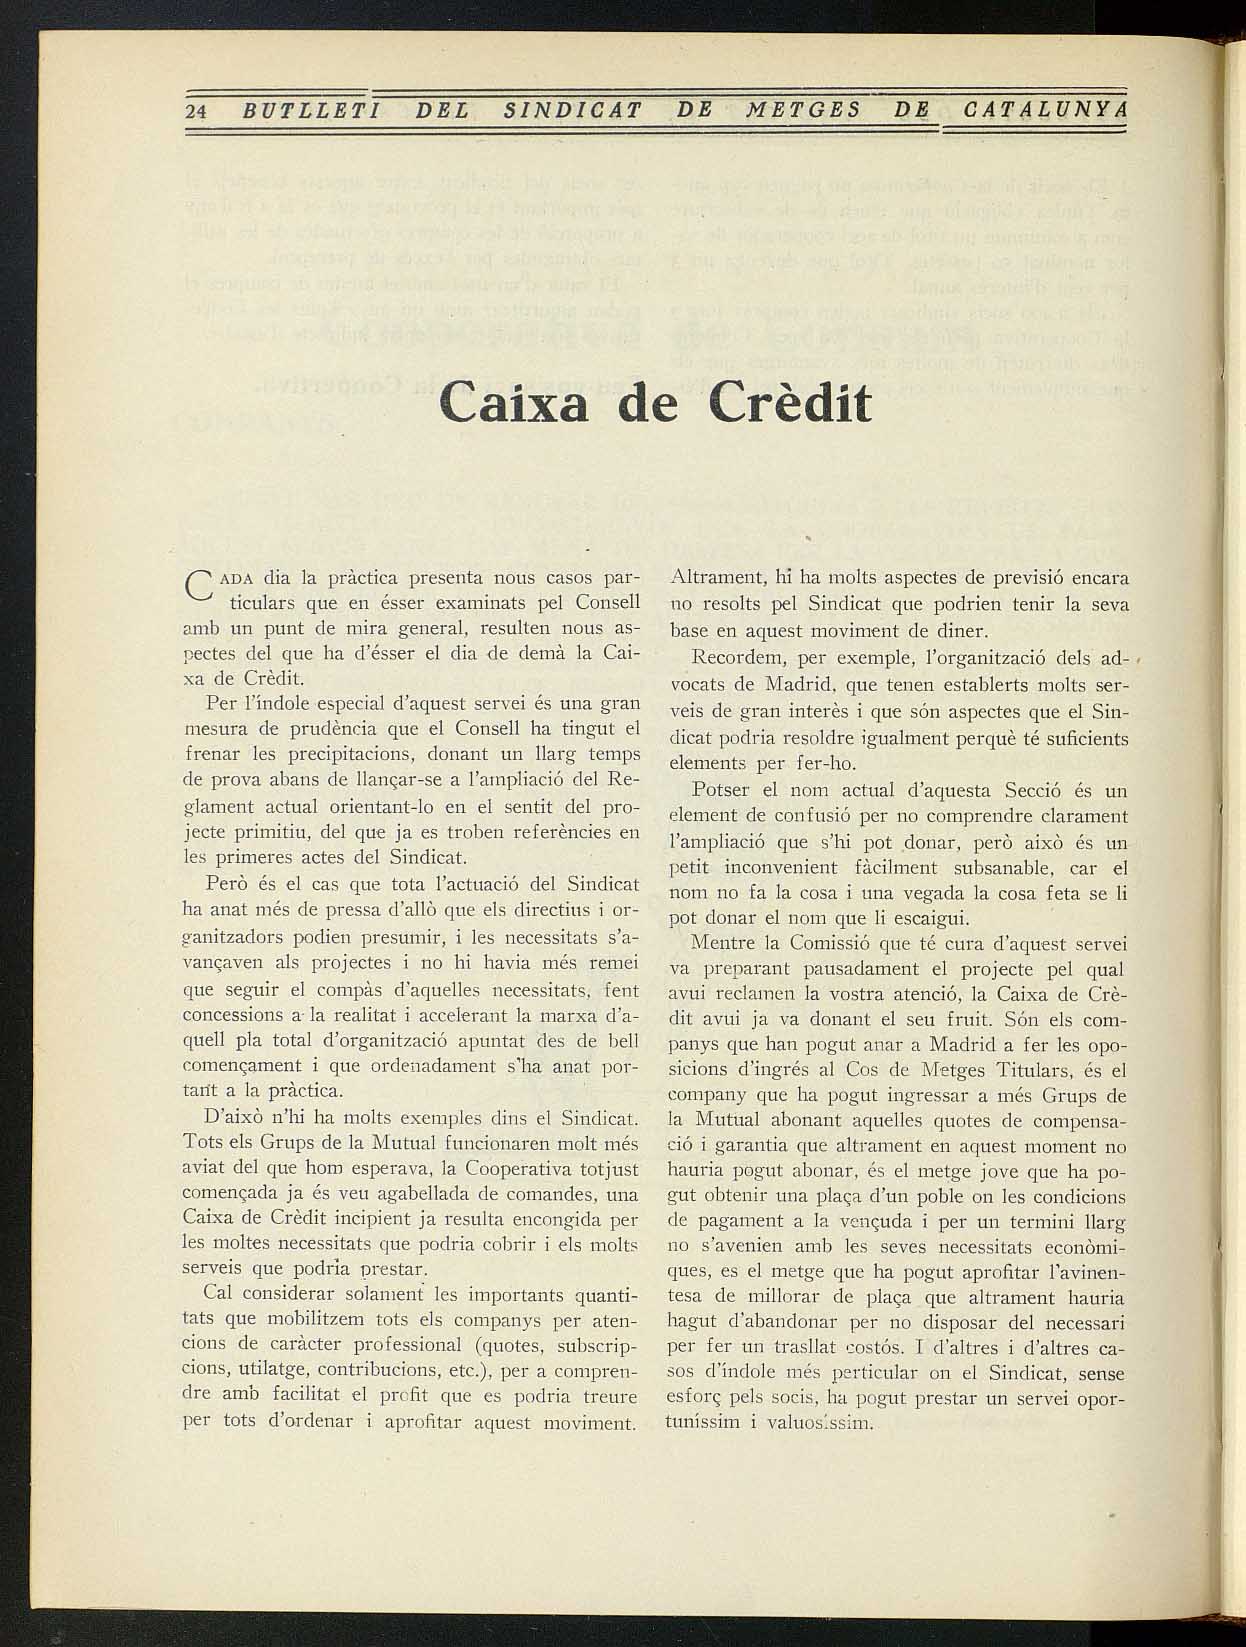 24 BUTLLETI DEL SINDICAT DE METGES DE CATALUNYA
Caixa de Crèdit
CADA dia la pràctica presenta nous casos par-
ticulars que en ésser examinats pel Consell
amb un punt de mira general, resulten nous as-
pectes del que ha d'ésser el dia de demà la Cai-
xa de Crèdit.
Per l'índole especial d'aquest servei és una gran
mesura de prudència que el Consell ha tingut el
frenar les precipitacions, donant un llarg temps
de prova abans de llançar-se a l'ampliació del Re-
glament actual orientant-lo en el sentit del pro-
jecte primitiu, del que ja es troben referències en
les primeres actes del Sindicat.
Però és el cas que tota l'actuació del Sindicat
ha anat més de pressa d'allò que els directius i or-
ganitzadors podien presumir, i les necessitats s'a-
vançaven als projectes i no hi havia més remei
que seguir el compàs d'aquelles necessitats, fent
concessions a la realitat i accelerant la marxa d'a-
quell pla total d'organització apuntat des de bell
començament i que ordenadament s'ha anat por-
tant a la pràctica.
D'això n'hi ha molts exemples dins el Sindicat.
Tots els Grups de la Mutual funcionaren molt més
aviat del que hom esperava, la Cooperativa totjust
començada ja és veu agabellada de comandes, una
Caixa de Crèdit incipient ja resulta encongida per
les moltes necessitats que podria cobrir i els molts
serveis que podria prestar.
Cal considerar solament les importants quanti-
tats que mobilitzem tots els companys per aten-
cions de caràcter professional (quotes, subscrip-
cions, utilatge, contribucions, etc.), per a compren-
dre amb facilitat el profit que es podria treure
per tots d'ordenar i aprofitar aquest moviment.
Altrament, hi ha molts aspectes de previsió encara
no resolts pel Sindicat que podrien tenir la seva
base en aquest moviment de diner.
Recordem, per exemple, l'organització dels ad-
vocats de Madrid, que tenen establerts molts ser-
veis de gran interès i que són aspectes que el Sin-
dicat podria resoldre igualment perquè té suficients
elements per fer-ho.
Potser el nom actual d'aquesta Secció és un
element de confusió per no comprendre clarament
l'ampliació que s'hi pot donar, però això és un
petit inconvenient fàcilment subsanable, car el
nom no fa la cosa i una vegada la cosa feta se li
pot donar el nom que li escaigui.
Mentre la Comissió que té cura d'aquest servei
va preparant pausadament el projecte pel qual
avui reclamen la vostra atenció, la Caixa de Crè-
dit avui ja va donant el seu fruit. Són els com-
panys que han pogut anar a Madrid a fer les opo-
sicions d'ingrés al Cos de Metges Titulars, és el
company que ha pogut ingressar a més Grups de
la Mutual abonant aquelles quotes de compensa-
ció i garantia que altrament en aquest moment no
hauria pogut abonar, és el metge jove que ha po-
gut obtenir una plaça d'un poble on les condicions
de pagament a la vençuda i per un termini llarg
no s'avenien amb les seves necessitats econòmi-
ques, es el metge que ha pogut aprofitar l'avinen-
tesa de millorar de plaça que altrament hauria
hagut d'abandonar per no disposar del necessari
per fer un trasllat costós. I d'altres i d'altres ca-
sos d'índole més perticular on el Sindicat, sense
esforç pels socis, ha pogut prestar un servei opor-
tuníssim i valuosíssim.